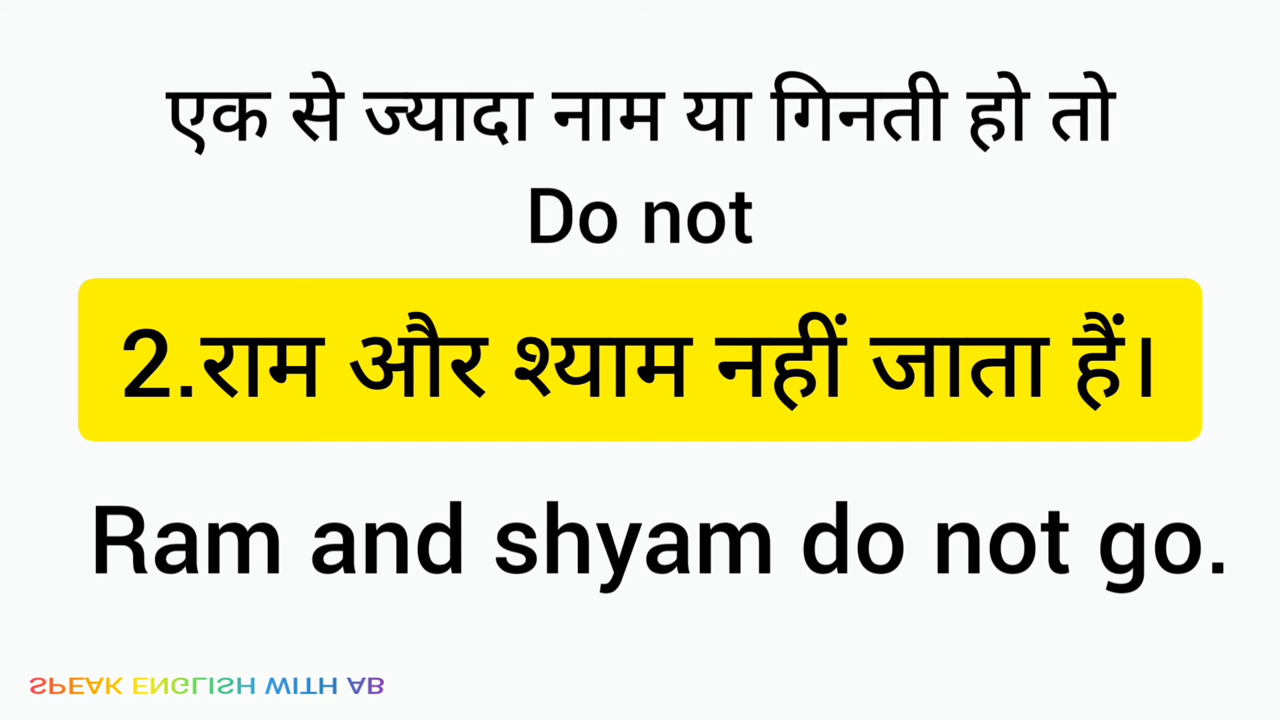 एक से ज्यादा नाम या गिनती हो तो
Do not
2.राम और श्याम नहीं जाता हैं।
Ram and shyam do not go.
SPEAK ENGLISH WITH AB